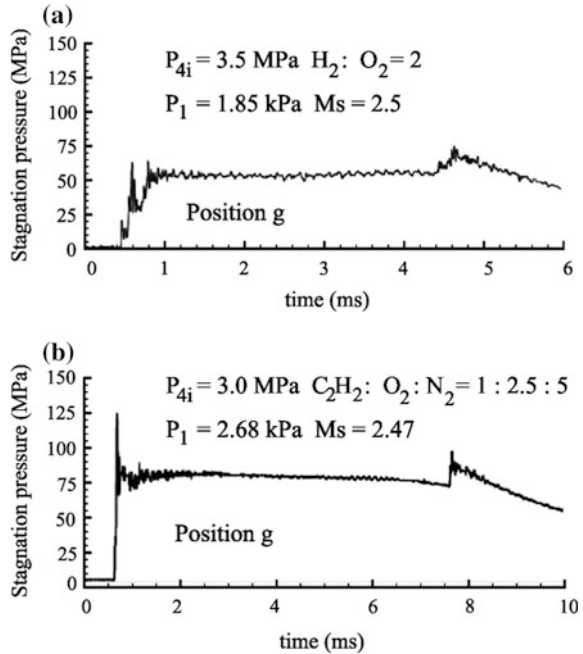 (a)
Stagnation pressure (MPa)
150
125
100
75
50
25
0
P₄ᵢ = 3.5 MPa H₂: O₂ = 2
P₁ = 1.85 kPa Ms = 2.5
Position g
0 1 2 3 4 5 6
time (ms)
(b)
Stagnation pressure (MPa)
150
125
100
75
50
25
0
P₄ᵢ = 3.0 MPa C₂H₂: O₂ : N₂ = 1 : 2.5 : 5
P₁ = 2.68 kPa Ms = 2.47
Position g
0 2 4 6 8 10
time (ms)